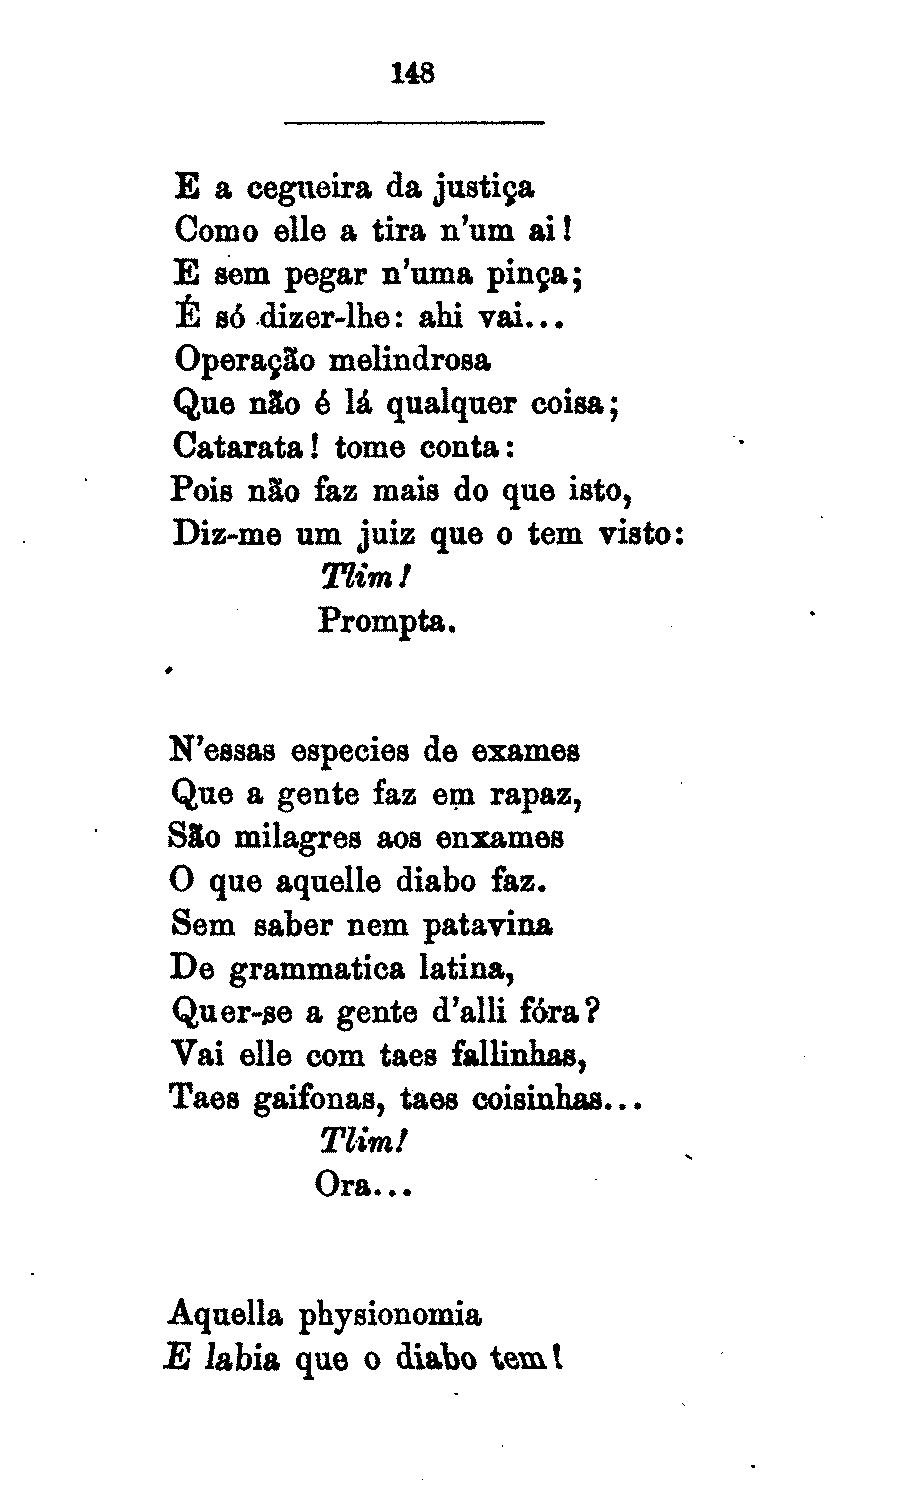 148
E a cegueira da justiça
Como elle a tira n'um ai!
E sem pegar n'uma pinça;
É só dizer-lhe: ahi vai...
Operação melindrosa
Que não é lá qualquer coisa;
Catarata! tome conta:
Pois não faz mais do que isto,
Diz-me um juiz que o tem visto:
Tlim!
Prompta.
N'essas especies de exames
Que a gente faz em rapaz,
São milagres aos enxames
O que aquelle diabo faz.
Sem saber nem patavina
De grammatica latina,
Quer-se a gente d'alli fóra?
Vai elle com taes fallinhas,
Taes gaifonas, taes coisinhas...
Tlim!
Ora...
Aquella physionomia
E labia que o diabo tem!